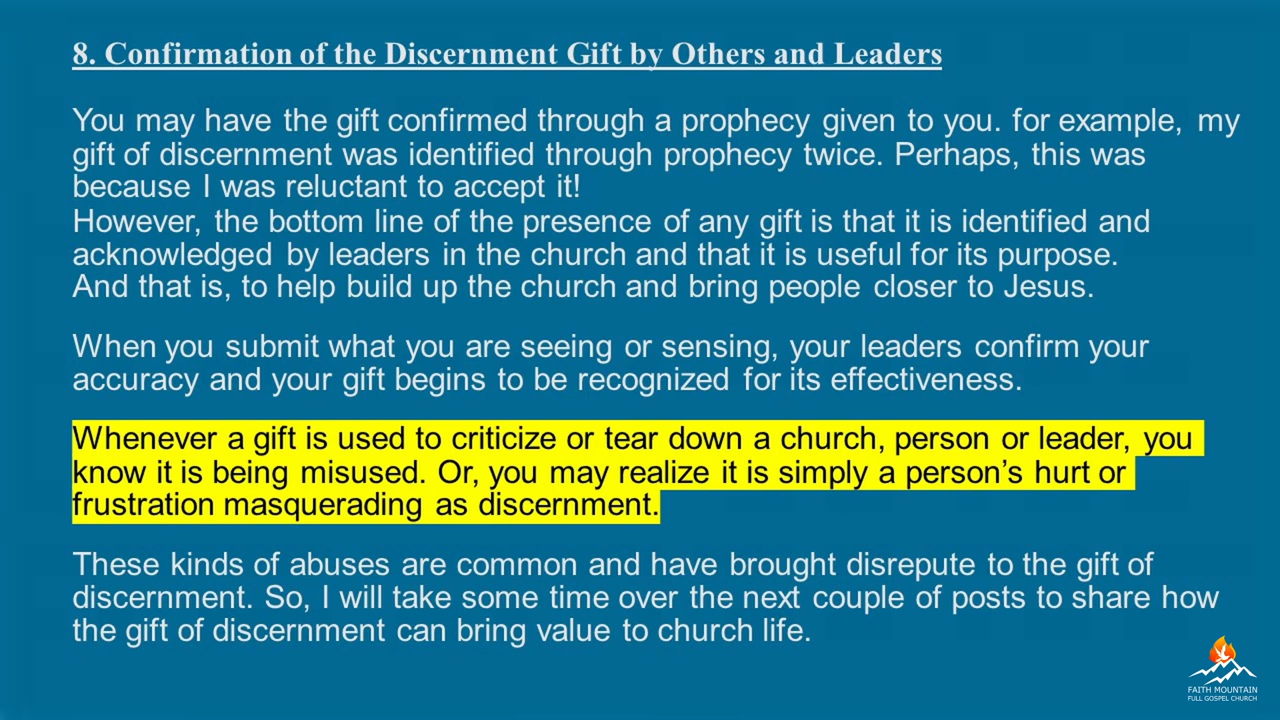 8. Confirmation of the Discernment Gift by Others and Leaders
You may have the gift confirmed through a prophecy given to you. for example, my
gift of discernment was identified through prophecy twice. Perhaps, this was
because I was reluctant to accept it!
However, the bottom line of the presence of any gift is that it is identified and
acknowledged by leaders in the church and that it is useful for its purpose.
And that is, to help build up the church and bring people closer to Jesus.
When you submit what you are seeing or sensing, your leaders confirm your
accuracy and your gift begins to be recognized for its effectiveness.
Whenever a gift is used to criticize or tear down a church, person or leader, you
know it is being misused. Or, you may realize it is simply a person’s hurt or
frustration masquerading as discernment.
These kinds of abuses are common and have brought disrepute to the gift of
discernment. So, I will take some time over the next couple of posts to share how
the gift of discernment can bring value to church life.
FAITH MOUNTAIN
FULL GOSPEL CHURCH